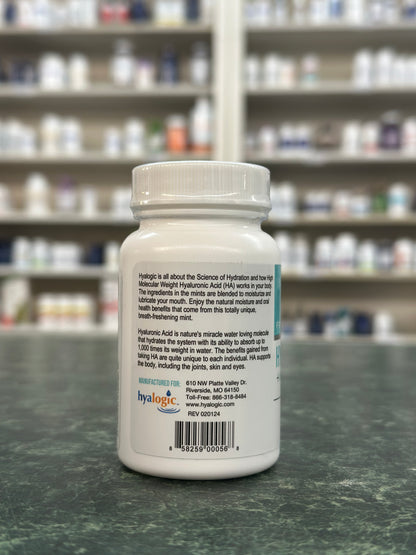 Hyalogic is all about the Science of Hydration and how High
Molecular Weight Hyaluronic Acid (HA) works in your body.
The ingredients in the mints are blended to moisture and
lubricate your mouth. Enjoy the natural moisture and oral
health benefits that come from this totally unique,
breath-freshening mint.
Hyaluronic Acid is nature's miracle water loving molecule
that hydrates the system with its ability to absorb up to
1,000 times its weight in water. The benefits gained from
taking HA are quite unique to each individual. HA supports
the body, including the joints, skin and eyes.
MANUFACTURED FOR:
hyalogic™
610 NW Platte Valley Dr.
Riverside, MO 64150
Toll-Free: 866-318-8484
www.hyalogic.com
REV 020124
8 58259 00056 8